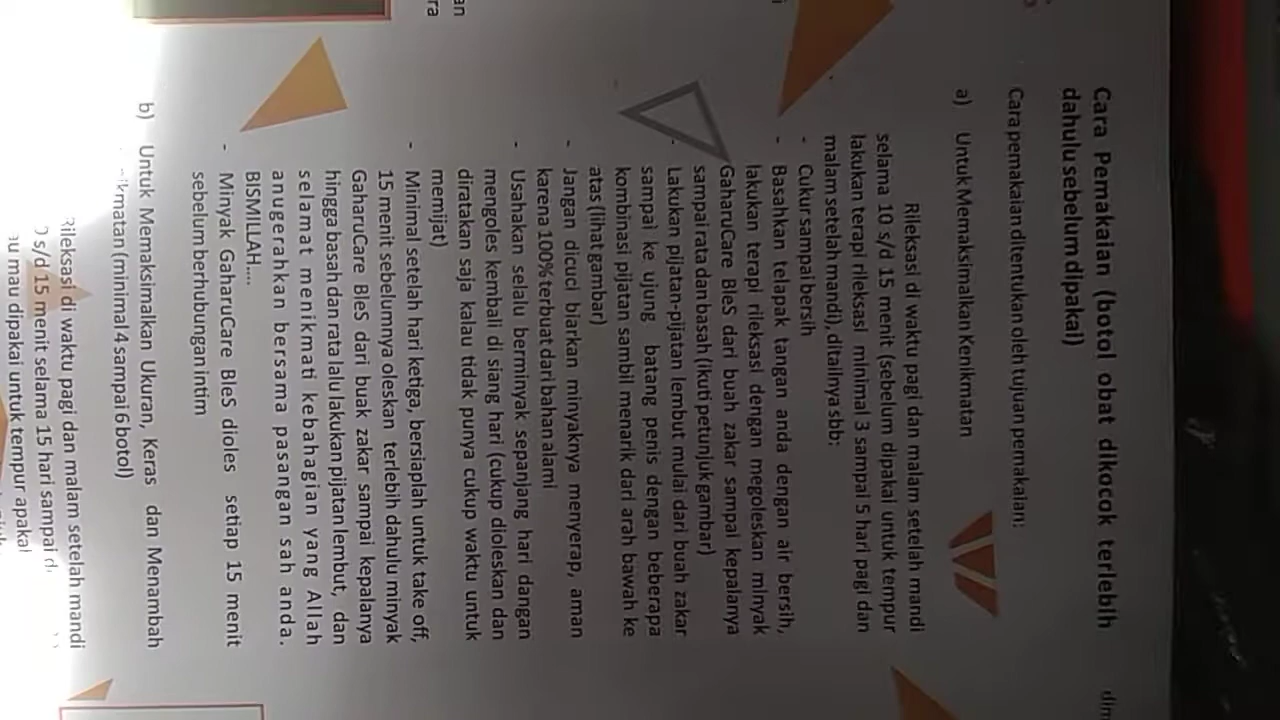 Cara Pemakaian (botol obat dikocok terlebih
dahulu sebelum dipakai)
Cara pemakaian ditentukan oleh tujuan pemakaian;
a) Untuk Memaksimalkan Kenikmatan
Rileksasi di waktu pagi dan malam setelah mandi
selama 10 s/d 15 menit (sebelum dipakai untuk tempur
lakukan terapi rileksasi minimal 3 sampai 5 hari pagi dan
malam setelah mandi), ditailnya sbb:
- Cukur sampai bersih
- Basahkan telapak tangan anda dengan air bersih,
lakukan terapi rileksasi dengan megoleskan minyak
GaharuCare BleS dari buah zakar sampai kepalanya
sampai rata dan basah (ikuti petunjuk gambar)
- Lakukan pijatan-pijatan lembut mulai dari buah zakar
sampai ke ujung batang penis dengan beberapa
kombinasi pijatan sambil menarik dari arah bawah ke
atas (lihat gambar)
- Jangan dicuci biarkan minyaknya menyerap, aman
karena 100% terbuat dari bahan alami
- Usahakan selalu berminyak sepanjang hari dangan
mengoles kembali di siang hari (cukup dioleskan dan
diratakan saja kalau tidak punya cukup waktu untuk
memijat)
- Minimal setelah hari ketiga, bersiaplah untuk take off,
15 menit sebelumnya oleskan terlebih dahulu minyak
GaharuCare BleS dari buak zakar sampai kepalanya
hingga basah dan rata lalu lakukan pijatan lembut, dan
selamat menikmati kebahagian yang Allah
anugerahkan bersama pasangan sah anda.
BISMILLAH....
- Minyak GaharuCare BleS dioles setiap 15 menit
sebelum berhubungan intim
b) Untuk Memaksimalkan Ukuran, Keras dan Menambah
(minimal 4 sampai 6 botol)
Rileksasi di waktu pagi dan malam setelah mandi
s/d 15 menit selama 15 hari sampai
mau dipakai untuk tempur
an
ra